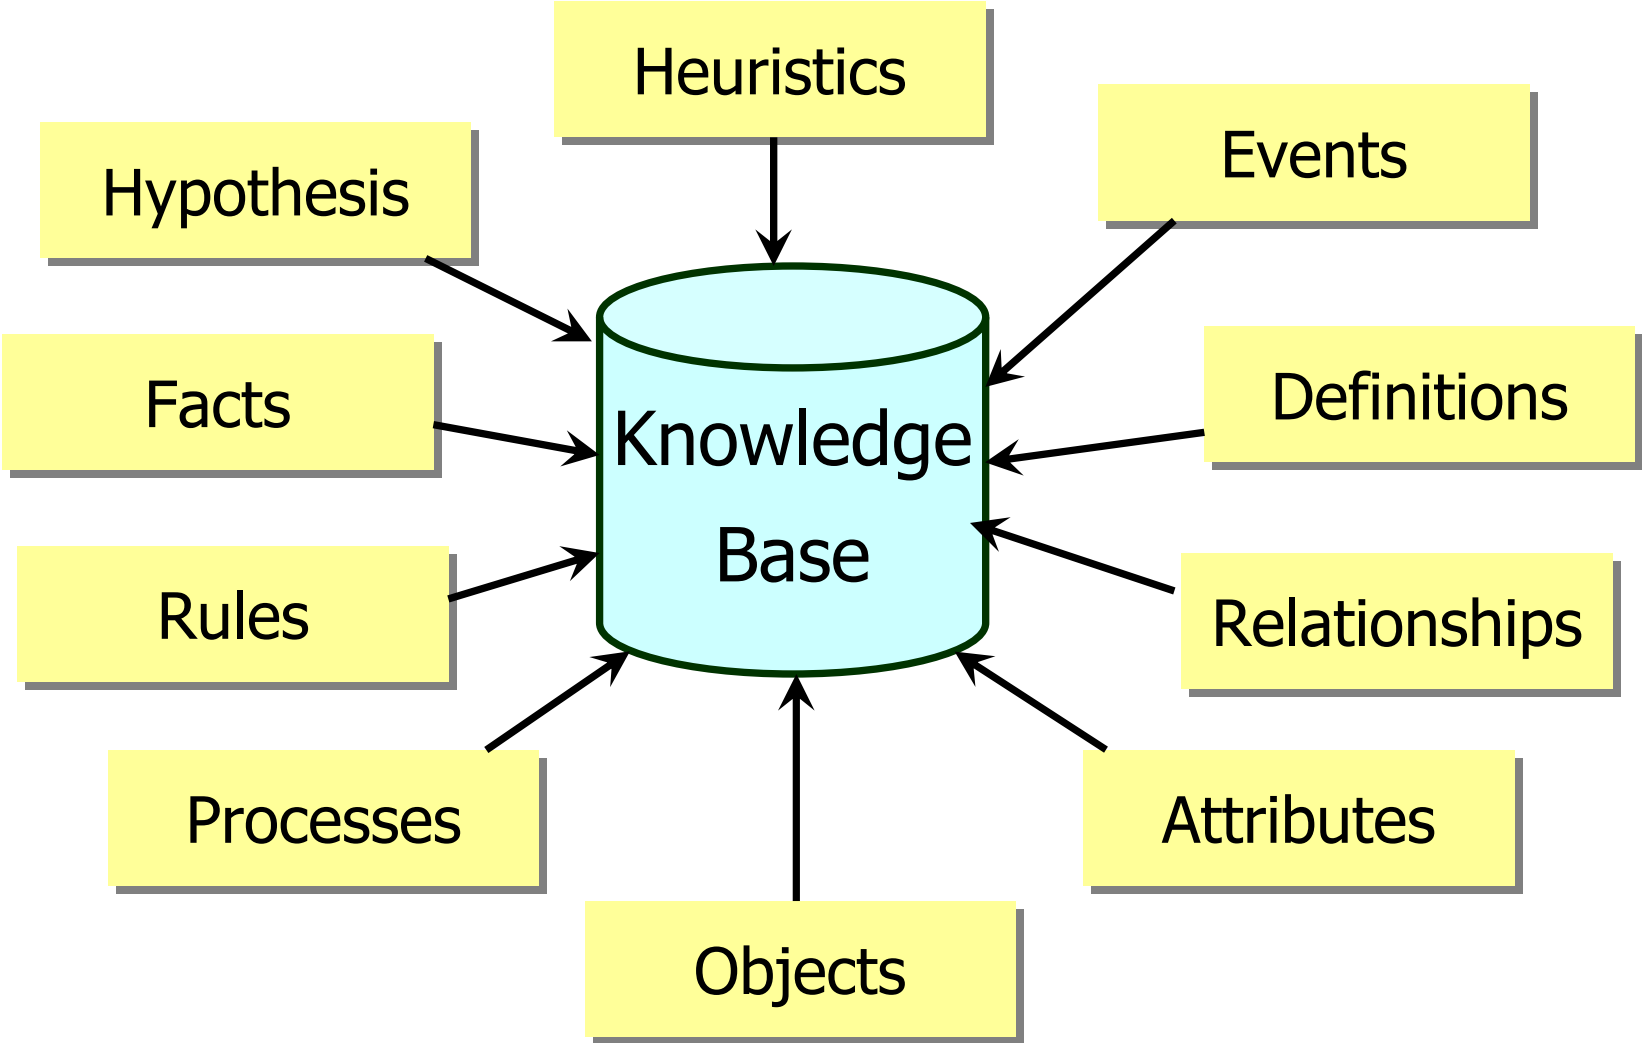 Heuristics
Events
Hypothesis
Definitions
Facts
Knowledge
Base
Rules
Relationships
Processes
Attributes
Objects